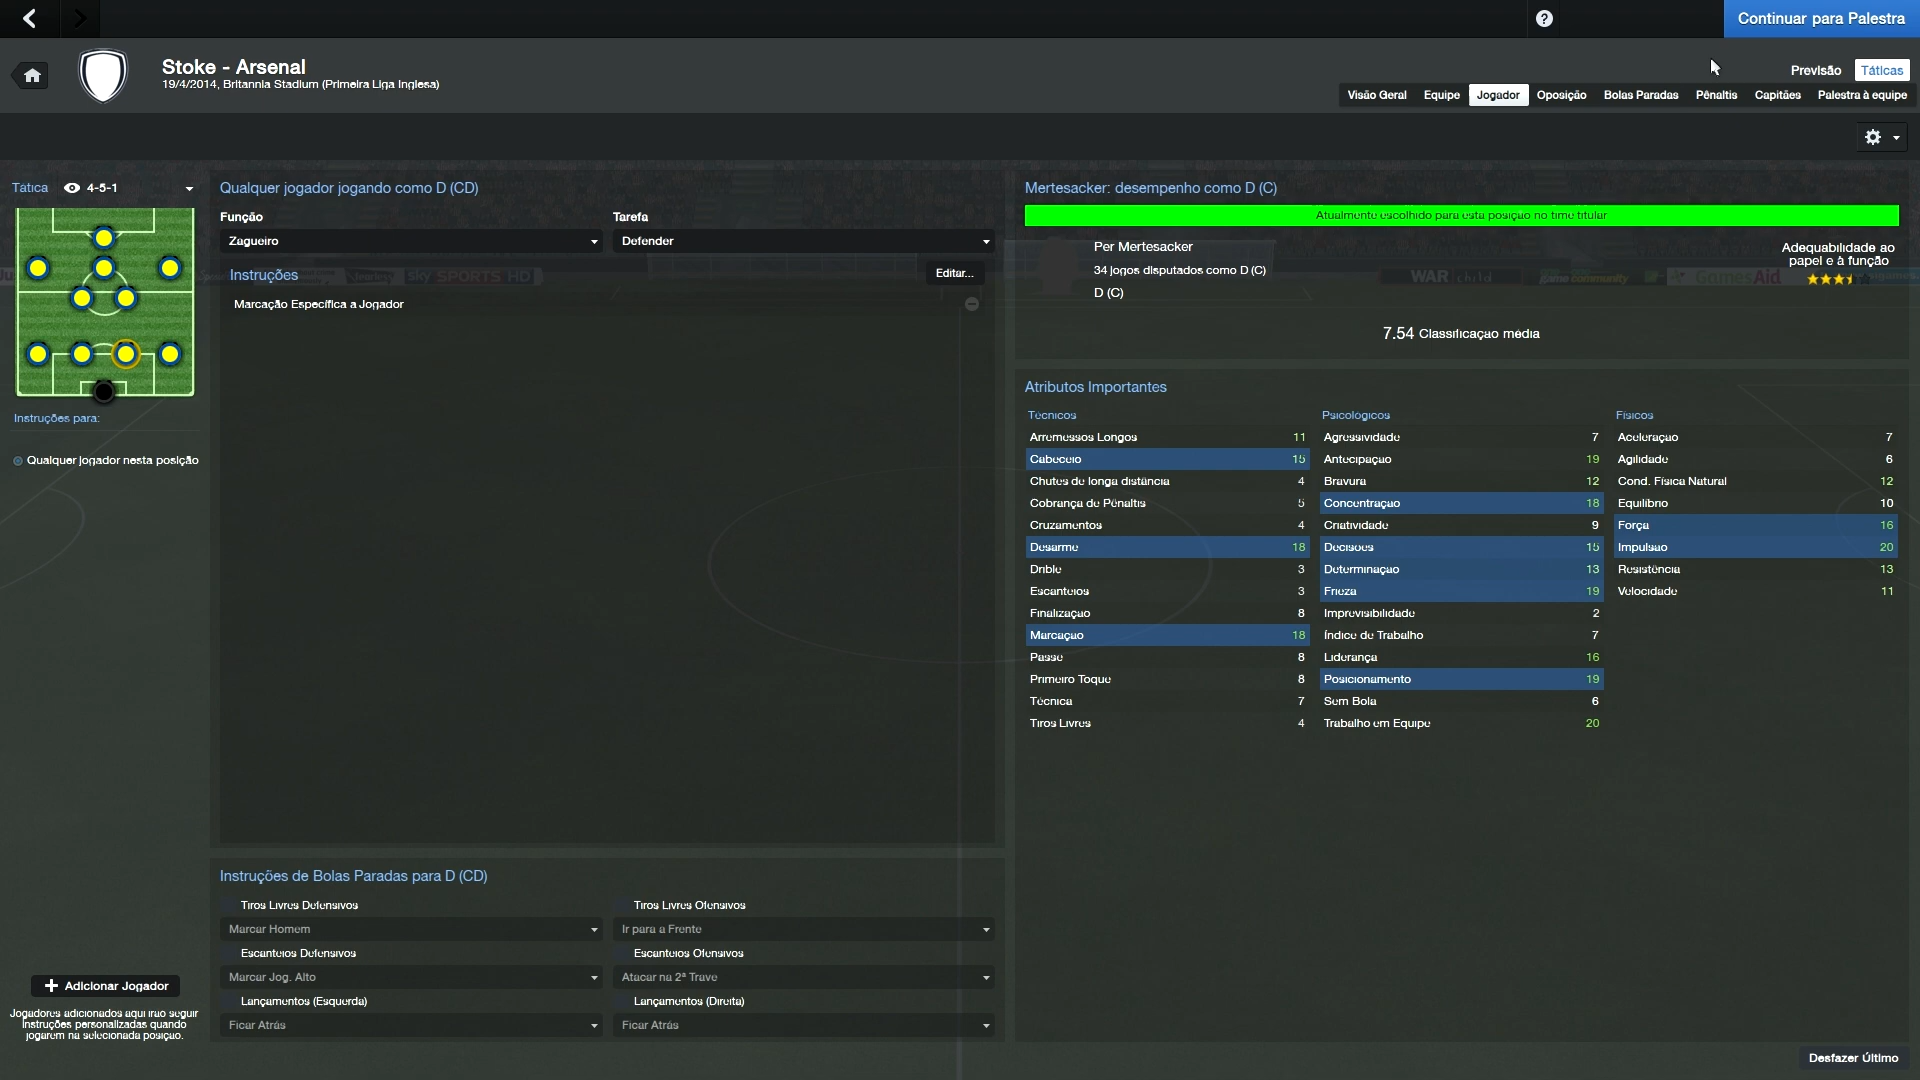 Continuar para Palestra
Stoke - Arsenal
19/4/2014, Britannia Stadium (Primeira Liga Inglesa)
Previsão
Táticas
Visão Geral
Equipe
Jogador
Oposição
Bolas Paradas
Pênaltis
Capitães
Palestra à equipe
Tática
4-5-1
Instruções para:
Qualquer jogador nesta posição
Adicionar Jogador
Jogadores adicionados aqui irão seguir
instruções personalizadas quando
jogarem na selecionada posição.
Qualquer jogador jogando como D (CD)
Função
Tarefa
Zagueiro
Defender
Instruções
Editar...
Marcação Específica a Jogador
Instruções de Bolas Paradas para D (CD)
Tiros Livres Defensivos
Tiros Livres Ofensivos
Marcar Homem
Ir para a Frente
Escanteios Defensivos
Escanteios Ofensivos
Marcar Jog. Alto
Atacar na 2ª Trave
Lançamentos (Esquerda)
Lançamentos (Direita)
Ficar Atrás
Ficar Atrás
Mertesacker: desempenho como D (C)
Atualmente escolhido para esta posição no time titular
Per Mertesacker
34 jogos disputados como D (C)
D (C)
Adequabilidade ao
papel e à função
7.54 Classificação média
Atributos Importantes
Técnicos
Arremessos Longos 11
Cabeceio 15
Chutes de longa distância 4
Cobrança de Pênaltis 5
Cruzamentos 4
Desarme 18
Drible 3
Escanteios 3
Finalização 8
Marcação 18
Passe 8
Primeiro Toque 8
Técnica 7
Tiros Livres 4
Psicológicos
Agressividade 7
Antecipação 19
Bravura 12
Concentração 18
Criatividade 9
Decisões 15
Determinação 13
Frieza 19
Imprevisibilidade 2
Índice de Trabalho 7
Liderança 16
Posicionamento 19
Sem Bola 6
Trabalho em Equipe 20
Físicos
Aceleração 7
Agilidade 6
Cond. Física Natural 12
Equilíbrio 10
Força 16
Impulsão 20
Resistência 13
Velocidade 11
Desfazer Último
sky SPORTS HD
WAR child
game community
GamesAid